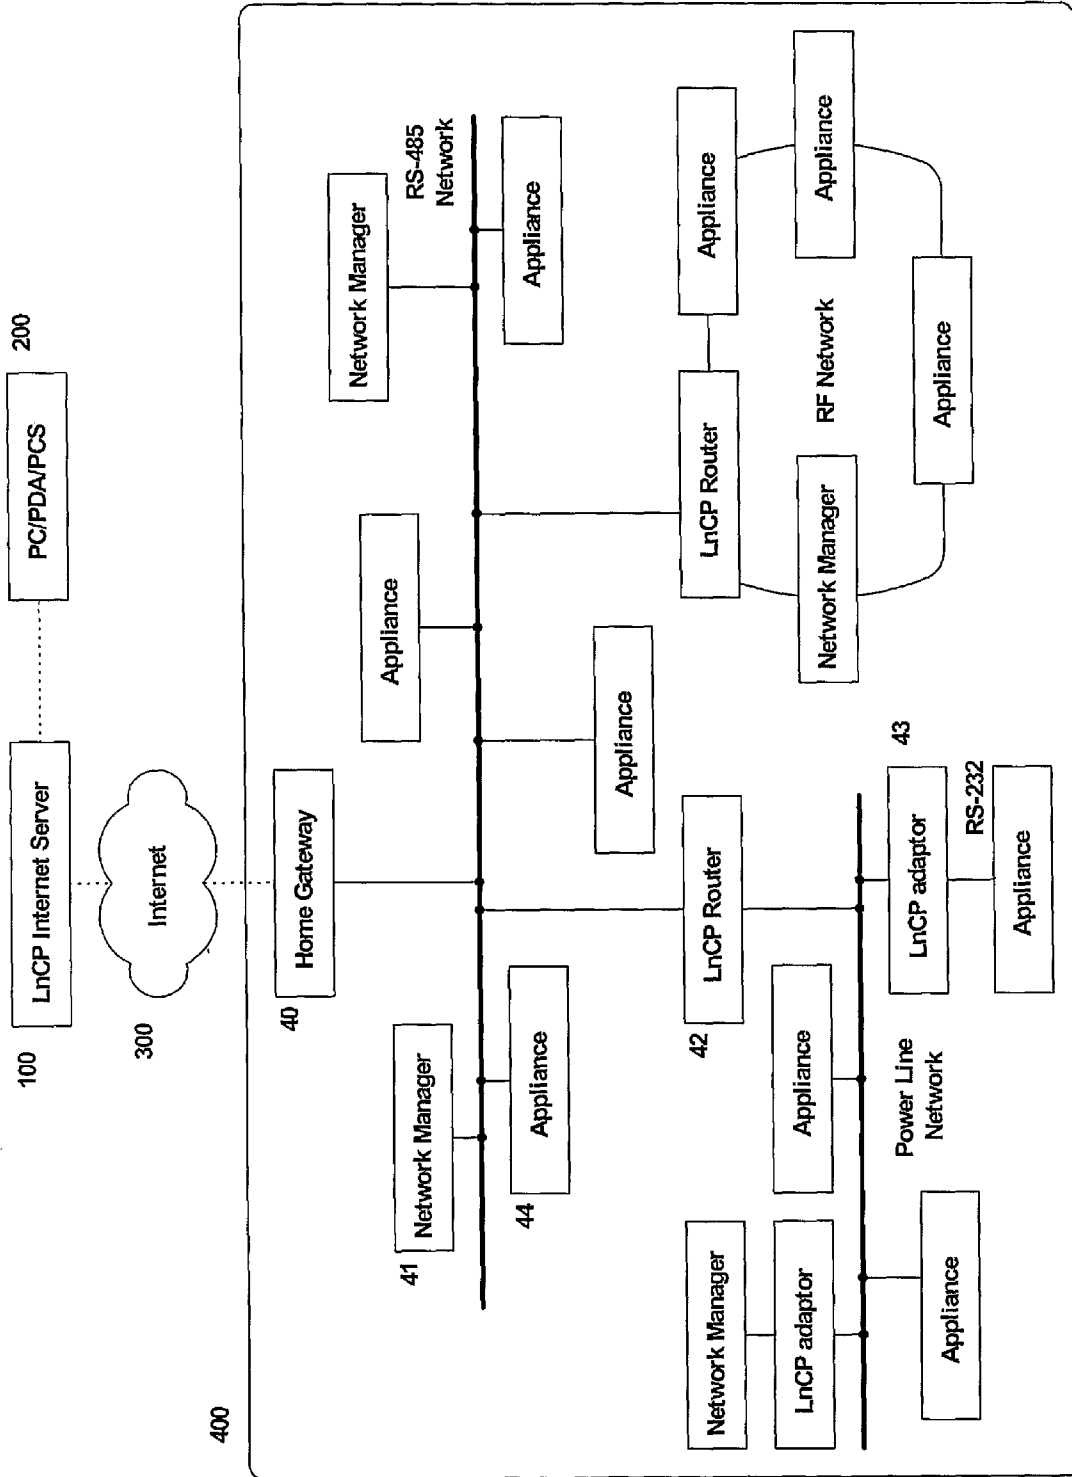 100
LnCP Internet Server
PC/PDA/PCS
200
300
Internet
400
40
Home Gateway
41
Network Manager
Appliance
Network Manager
RS-485
Network
44
Appliance
Appliance
Appliance
42
LnCP Router
LnCP Router
Appliance
Network Manager
LnCP adaptor
Appliance
Network Manager
RF Network
Appliance
Power Line
Network
LnCP adaptor
43
RS-232
Appliance
Appliance
Appliance